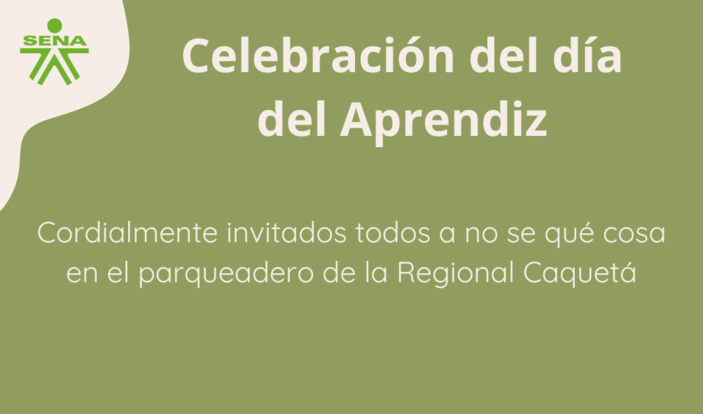 SENA
Celebración del día
del Aprendiz
Cordialmente invitados todos a no se qué cosa
en el parqueadero de la Regional Caquetá